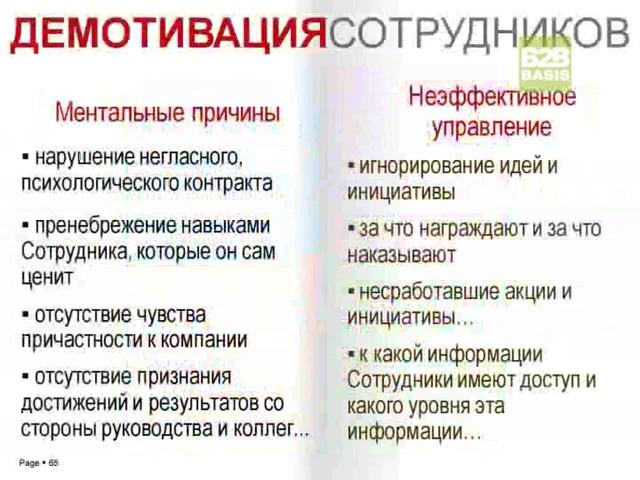 ДЕМОТИВАЦИЯСОТРУДНИКОВ
B2B
BASIS
Ментальные причины
▪ нарушение негласного,
психологического контракта
▪ пренебрежение навыками
Сотрудника, которые он сам
ценит
▪ отсутствие чувства
причастности к компании
▪ отсутствие признания
достижений и результатов со
стороны руководства и коллег...
Неэффективное
управление
▪ игнорирование идей и
инициативы
▪ за что награждают и за что
наказывают
▪ несработавшие акции и
инициативы...
▪ к какой информации
Сотрудники имеют доступ и
какого уровня эта
информации...
Page ▪ 65